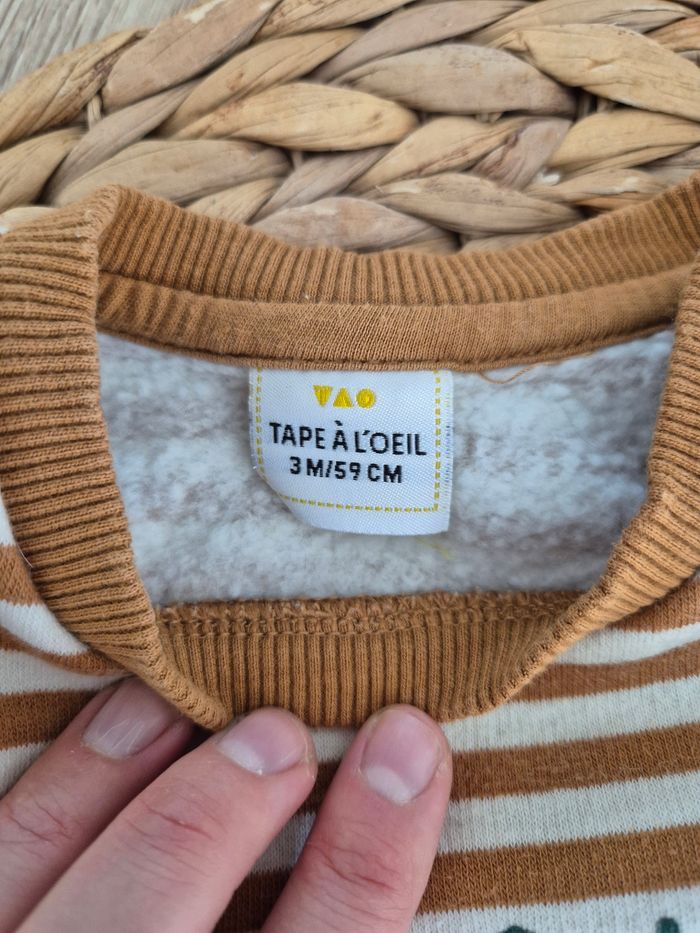 TAPE À L'OEIL
3 M/59 CM